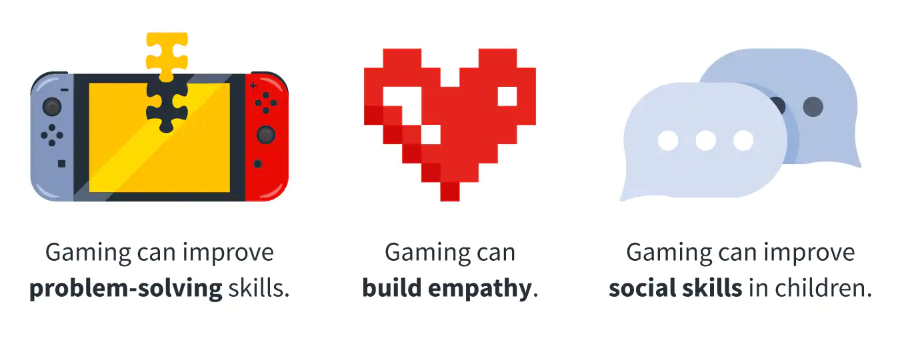 Gaming can improve
problem-solving skills.
Gaming can
build empathy.
Gaming can improve
social skills in children.